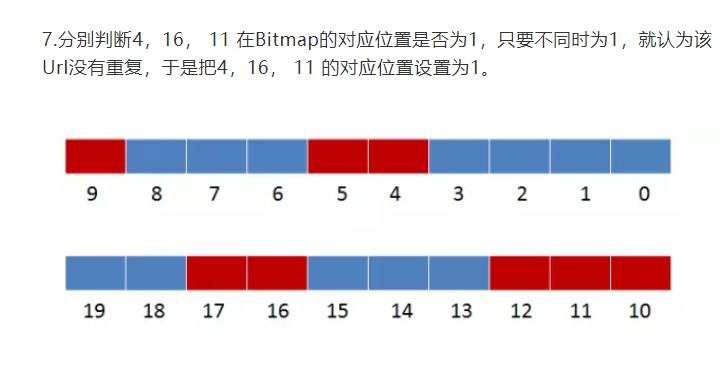 7.分别判断4，16， 11 在Bitmap的对应位置是否为1，只要不同时为1，就认为该
Url没有重复，于是把4，16， 11 的对应位置设置为1。
9 8 7 6 5 4 3 2 1 0
19 18 17 16 15 14 13 12 11 10